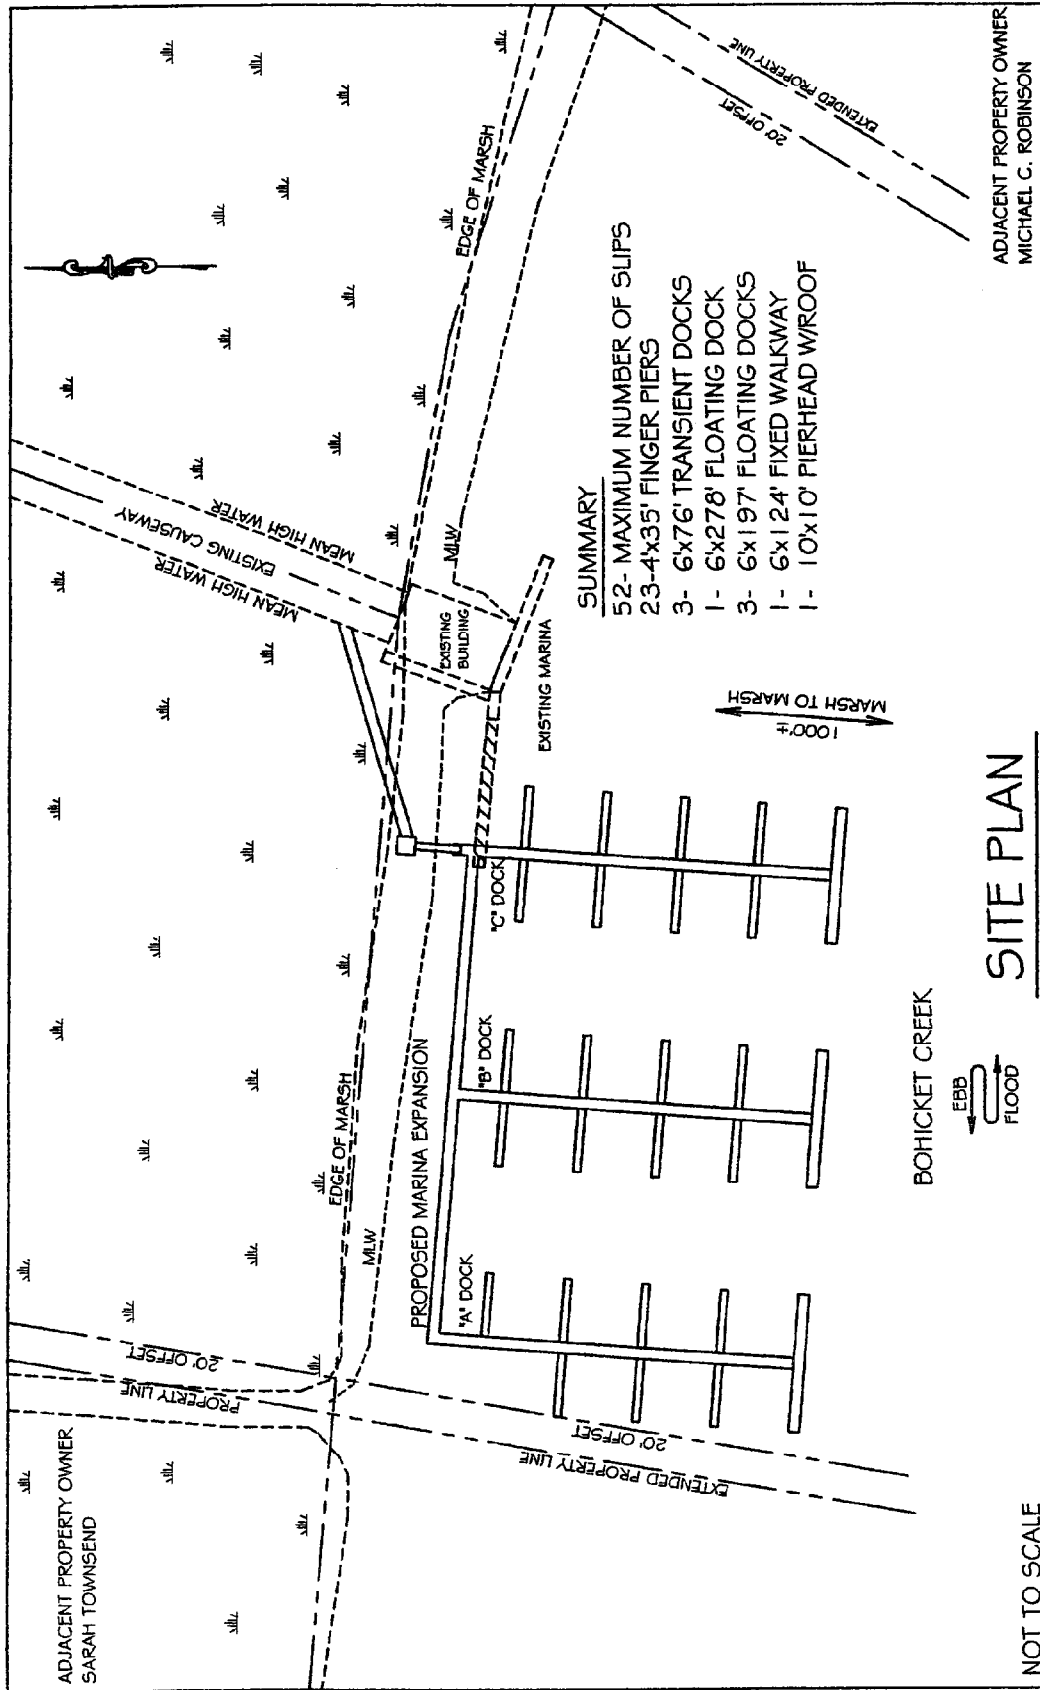 ADJACENT PROPERTY OWNER
SARAH TOWNSEND
PROPERTY LINE
20' OFFSET
MEAN HIGH WATER
EXISTING CAUSEWAY
MEAN HIGH WATER
EDGE OF MARSH
MLW
EDGE OF MARSH
MLW
EXISTING
BUILDING
PROPOSED MARINA EXPANSION
"A" DOCK
"B" DOCK
"C" DOCK
EXISTING MARINA
EXTENDED PROPERTY LINE
20' OFFSET
20' OFFSET
EXTENDED PROPERTY LINE
1000'±
MARSH TO MARSH
SUMMARY
52- MAXIMUM NUMBER OF SLIPS
23-4'x35' FINGER PIERS
3- 6'x76' TRANSIENT DOCKS
1- 6'x278' FLOATING DOCK
3- 6'x197' FLOATING DOCKS
1- 6'x124' FIXED WALKWAY
1- 10'x10' PIERHEAD W/ROOF
BOHICKET CREEK
EBB
FLOOD
SITE PLAN
NOT TO SCALE
ADJACENT PROPERTY OWNER
MICHAEL C. ROBINSON